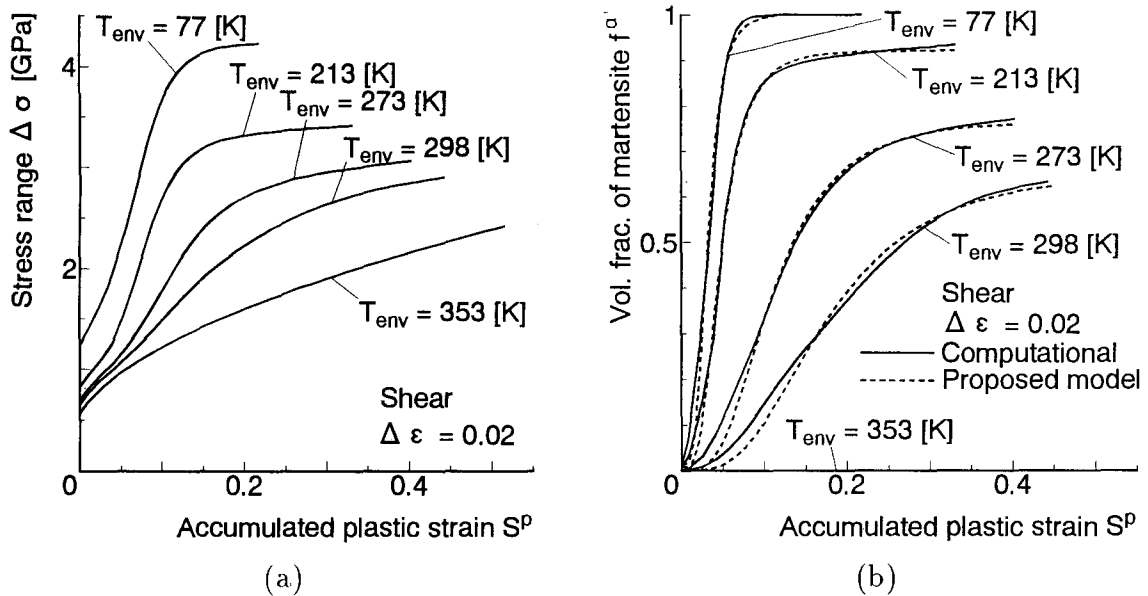 Stress range Δ σ [GPa]
4
2
0
0.2
0.4
T_env = 77 [K]
T_env = 213 [K]
T_env = 273 [K]
T_env = 298 [K]
T_env = 353 [K]
Shear
Δ ε = 0.02
Accumulated plastic strain S^p
(a)
Vol. frac. of martensite f^α'
1
0.5
0
0.2
0.4
T_env = 77 [K]
T_env = 213 [K]
T_env = 273 [K]
T_env = 298 [K]
Shear
Δ ε = 0.02
Computational
Proposed model
T_env = 353 [K]
Accumulated plastic strain S^p
(b)